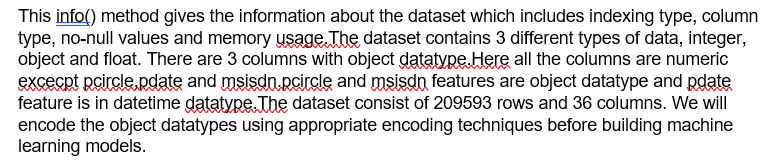 This info() method gives the information about the dataset which includes indexing type, column
type, no-null values and memory usage.The dataset contains 3 different types of data, integer,
object and float. There are 3 columns with object datatype.Here all the columns are numeric
excecpt pcircle,pdate and msisdn.pcircle and msisdn features are object datatype and pdate
feature is in datetime datatype.The dataset consist of 209593 rows and 36 columns. We will
encode the object datatypes using appropriate encoding techniques before building machine
learning models.